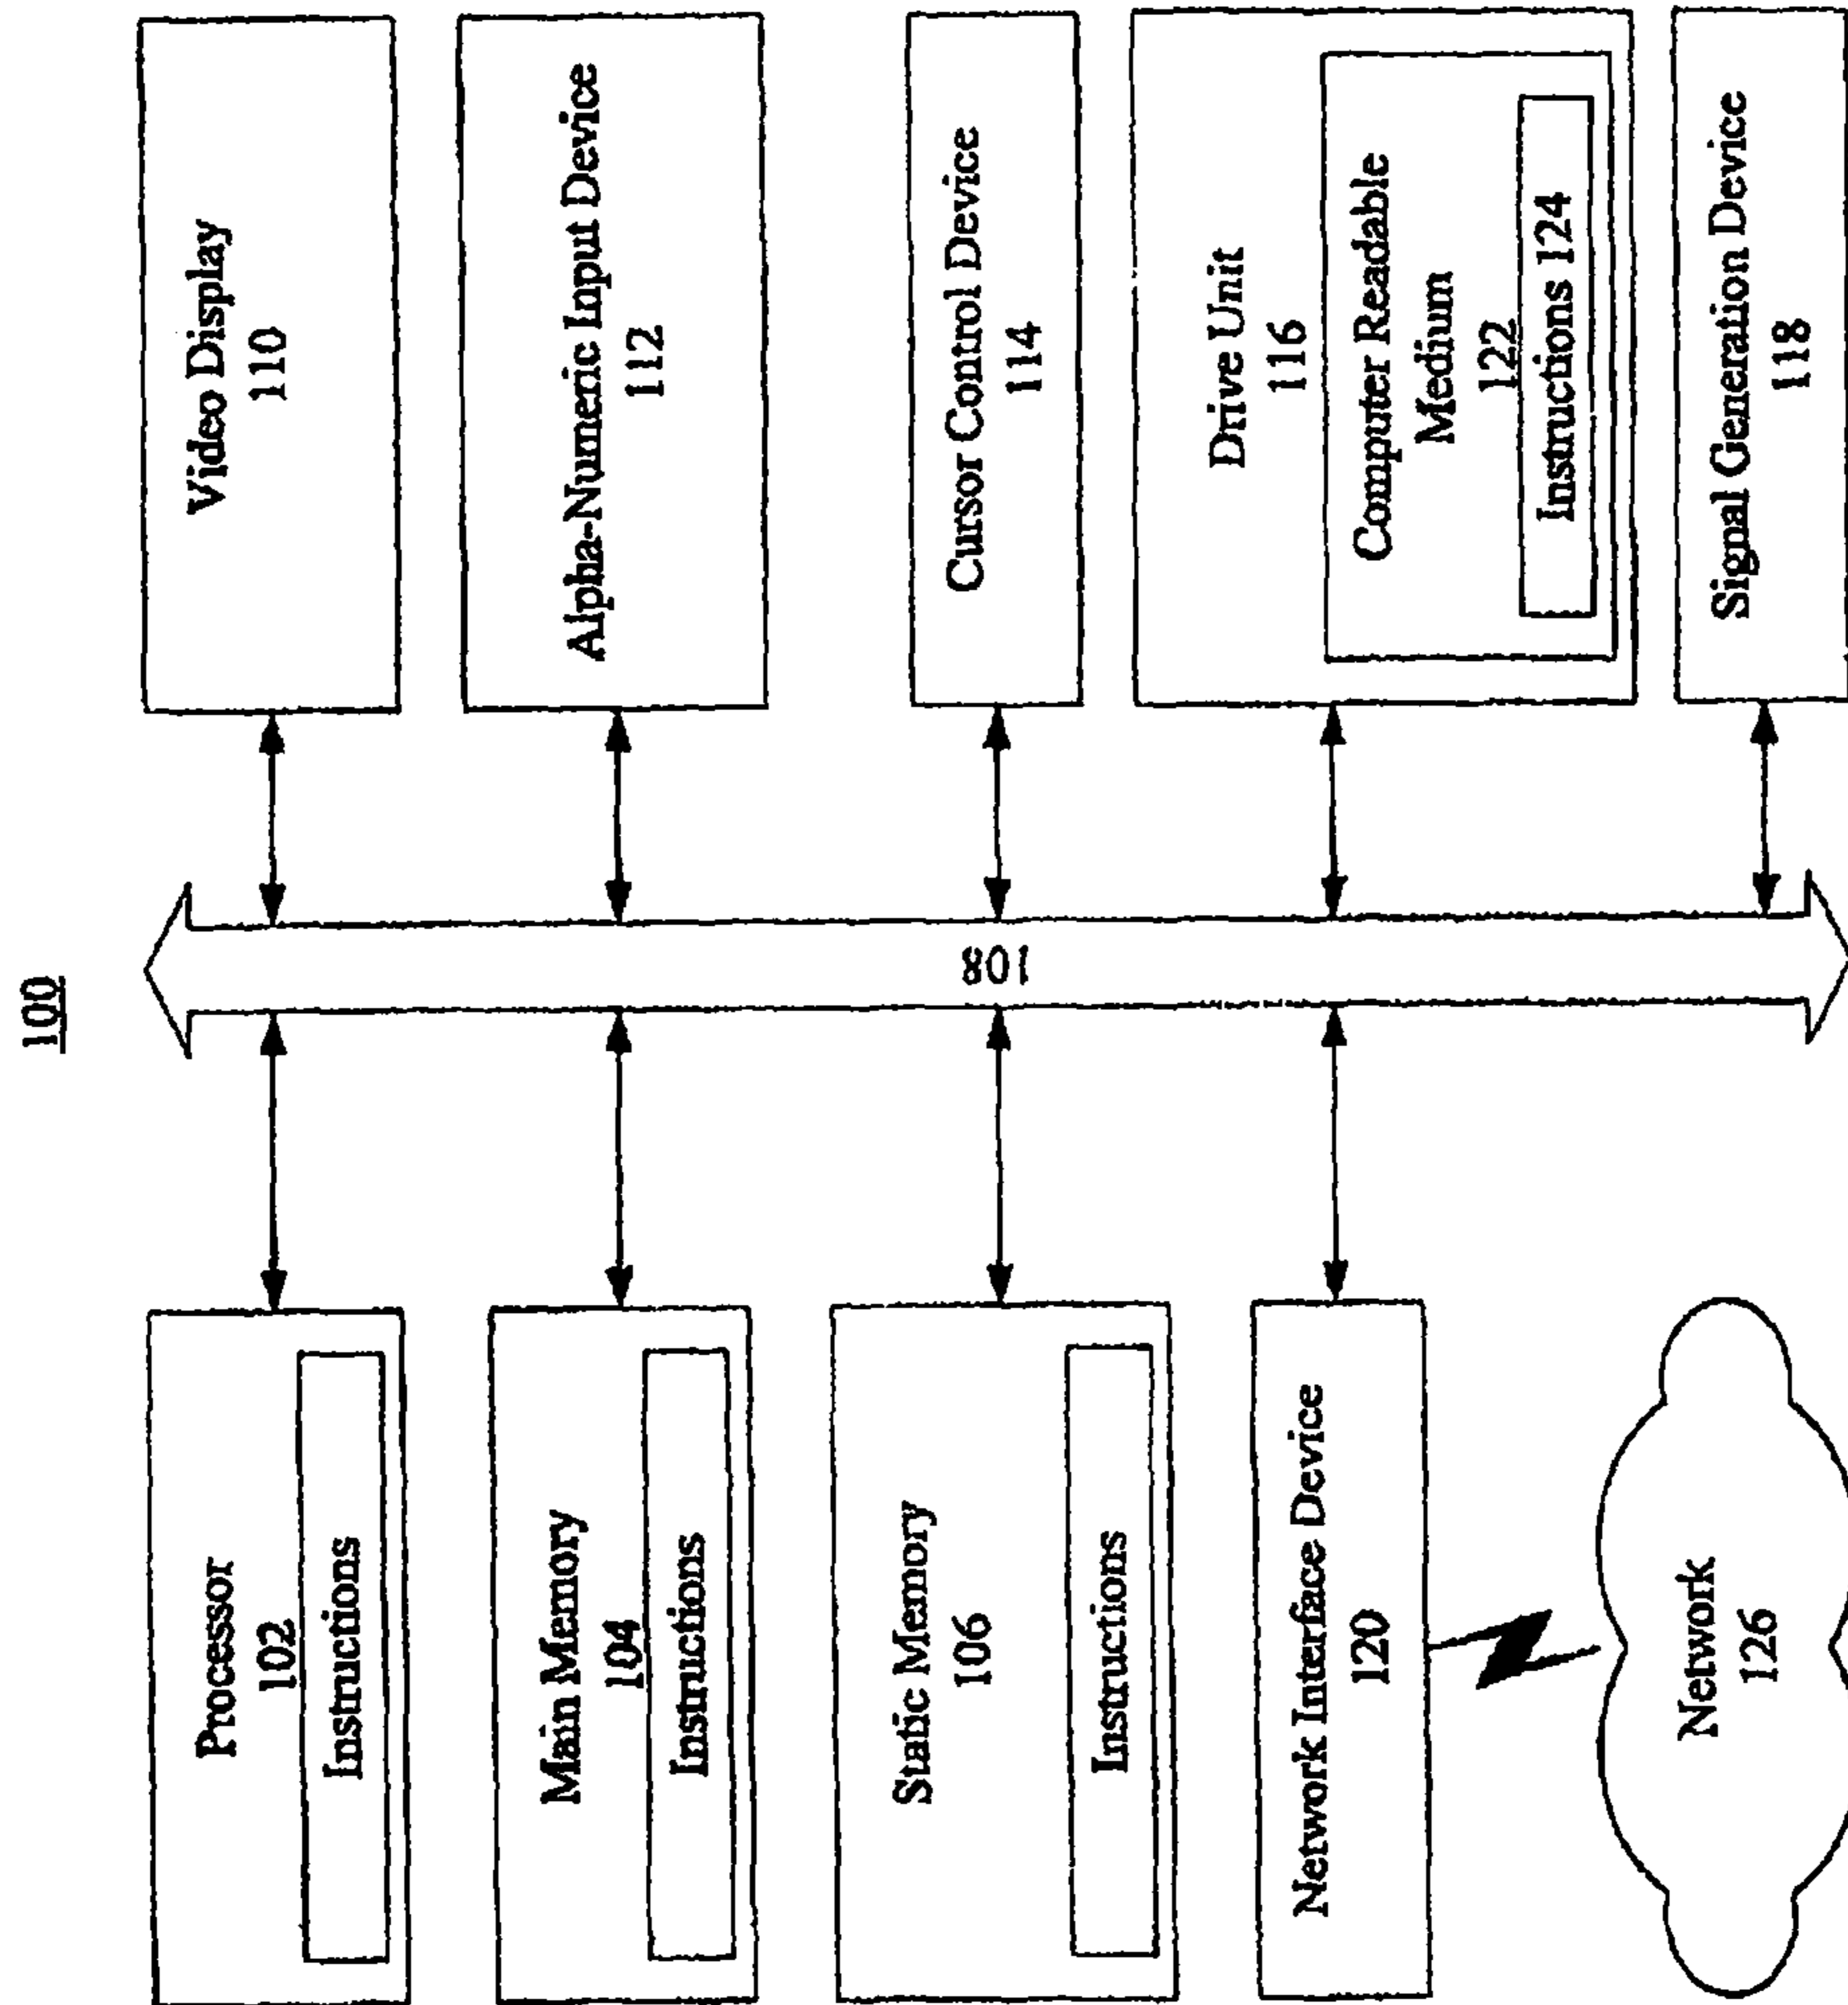 100
Processor
102
Instructions
Main Memory
104
Instructions
Static Memory
106
Instructions
Network Interface Device
120
Network
126
108
Video Display
110
Alpha-Numeric Input Device
112
Cursor Control Device
114
Drive Unit
116
Computer Readable
Medium
122
Instructions 124
Signal Generation Device
118